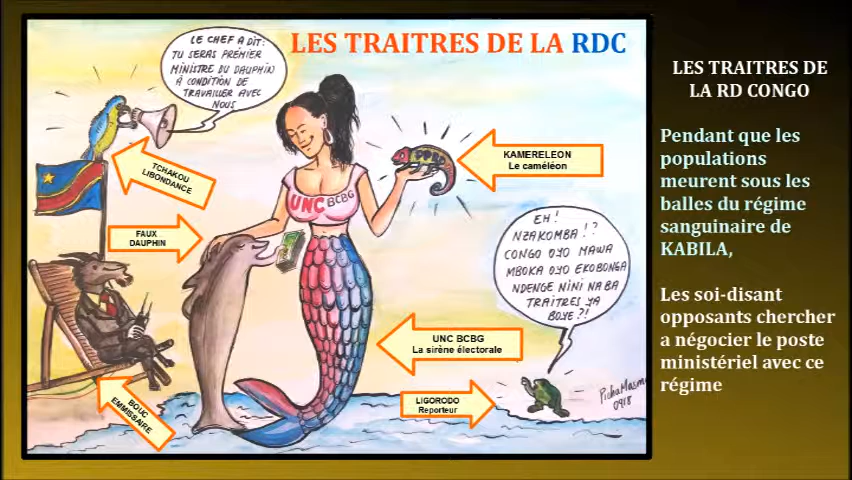 LES TRAITRES DE LA RDC
LE CHEF A DIT:
TU SERAS PREMIER
MINISTRE DU DAUPHIN
A CONDITION DE
TRAVAILLER AVEC
NOUS
TCHAKOU
LIBONDANCE
KAMERELEON
Le caméléon
UNC BCBG
FAUX
DAUPHIN
EH!
NZAKOMBA!?
CONGO OYO MAWA
MBOKA OYO EKOBONGA
NDENGE NINI NA BA
TRAITRES YA
BOYE?!
UNC BCBG
La sirène électorale
LIGORODO
Reporteur
BOUC
EMMISSAIRE
PichaMasm
0918
LES TRAITRES DE
LA RD CONGO
Pendant que les
populations
meurent sous les
balles du régime
sanguinaire de
KABILA,
Les soi-disant
opposants chercher
a négocier le poste
ministériel avec ce
régime